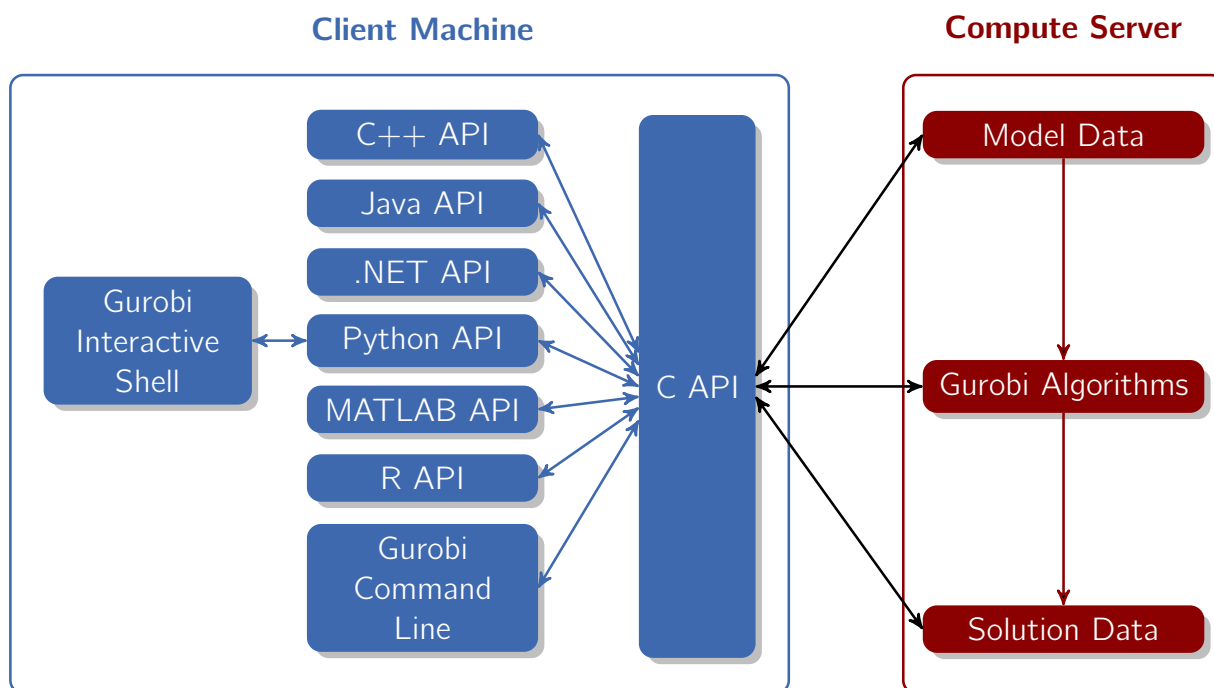 Client Machine
Compute Server
C++ API
Java API
.NET API
Python API
MATLAB API
R API
Gurobi
Command
Line
Gurobi
Interactive
Shell
C API
Model Data
Gurobi Algorithms
Solution Data